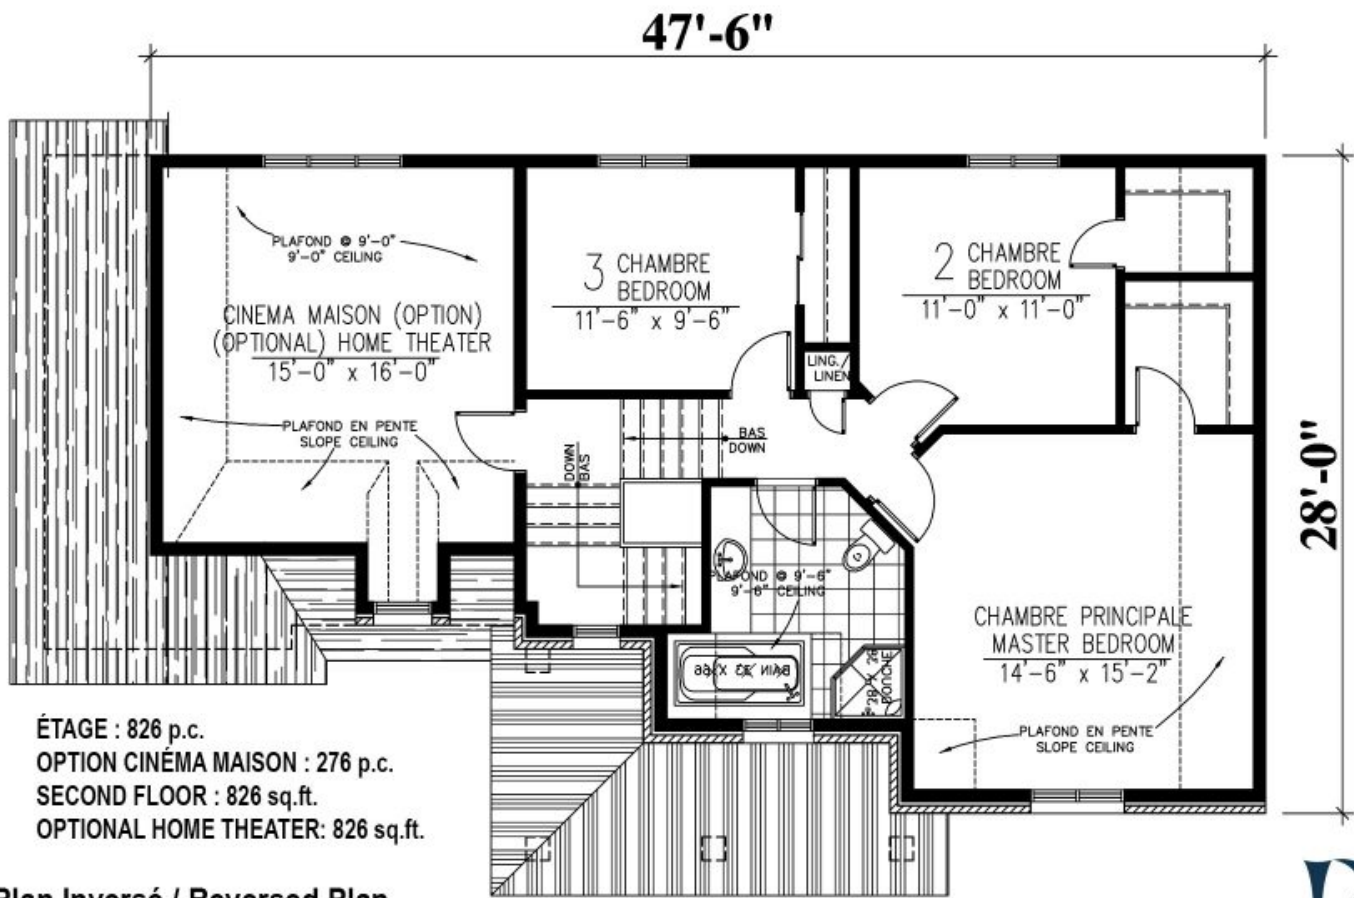 47'-6"
PLAFOND @ 9'-0"
9'-0" CEILING
CINEMA MAISON (OPTION)
(OPTIONAL) HOME THEATER
15'-0" x 16'-0"
PLAFOND EN PENTE
SLOPE CEILING
3 CHAMBRE
BEDROOM
11'-6" x 9'-6"
LING./
LINEN
2 CHAMBRE
BEDROOM
11'-0" x 11'-0"
BAS
DOWN
DOWN
BAS
28'-0"
PLAFOND @ 9'-6"
9'-6" CEILING
BAIN 33 X 66
DOUCHE
CHAMBRE PRINCIPALE
MASTER BEDROOM
14'-6" x 15'-2"
PLAFOND EN PENTE
SLOPE CEILING
ÉTAGE : 826 p.c.
OPTION CINÉMA MAISON : 276 p.c.
SECOND FLOOR : 826 sq.ft.
OPTIONAL HOME THEATER: 826 sq.ft.
Plan Inversé / Reversed Plan